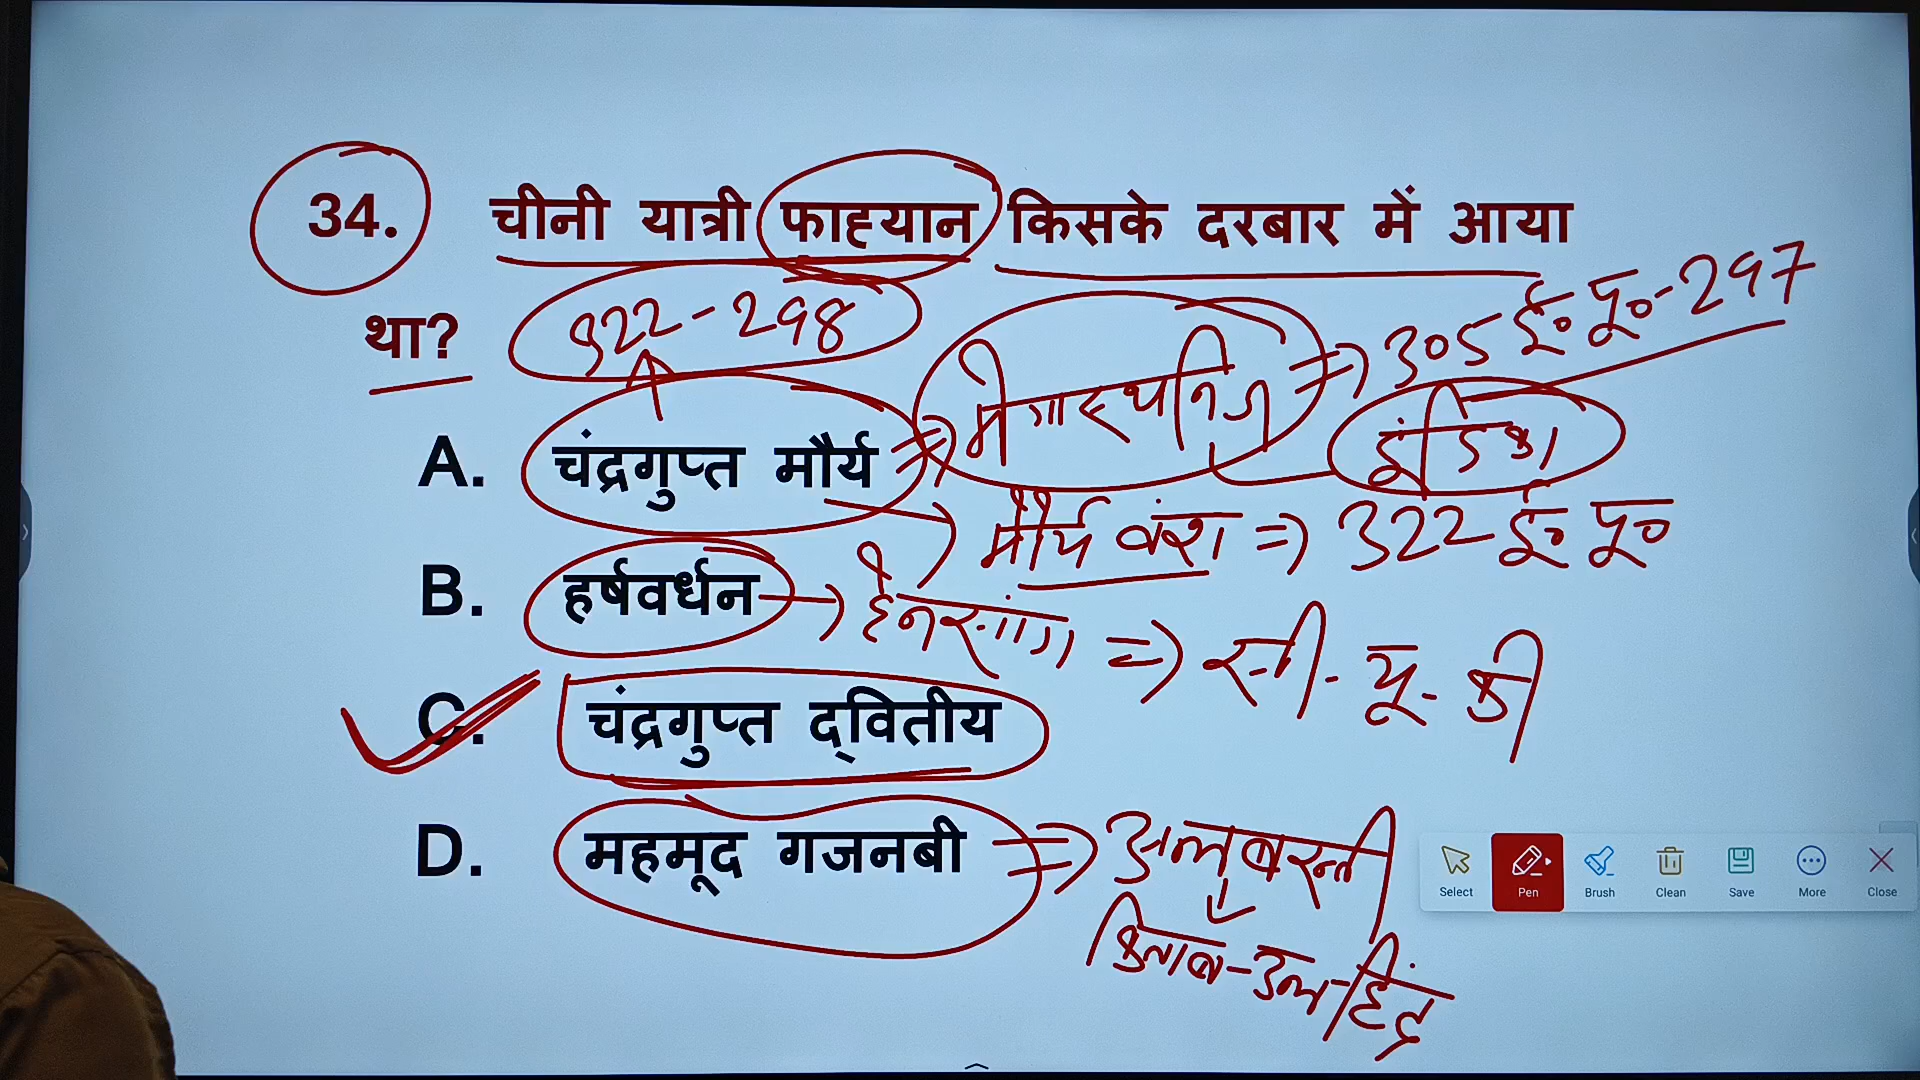 34. चीनी यात्री फाह्यान किसके दरबार में आया
था? 322-298
305 ई॰ पू॰-297
A. चंद्रगुप्त मौर्य ⇒ मेगास्थनिज ⇒ इंडिका
मौर्य वंश ⇒ 322 ई॰ पू॰
B. हर्षवर्धन → हेनसांग ⇒ सी-यू-की
C. चंद्रगुप्त द्वितीय
D. महमूद गजनबी ⇒ अलबरूनी
किताब-उल-हिंद
Select Pen Brush Clean Save More Close